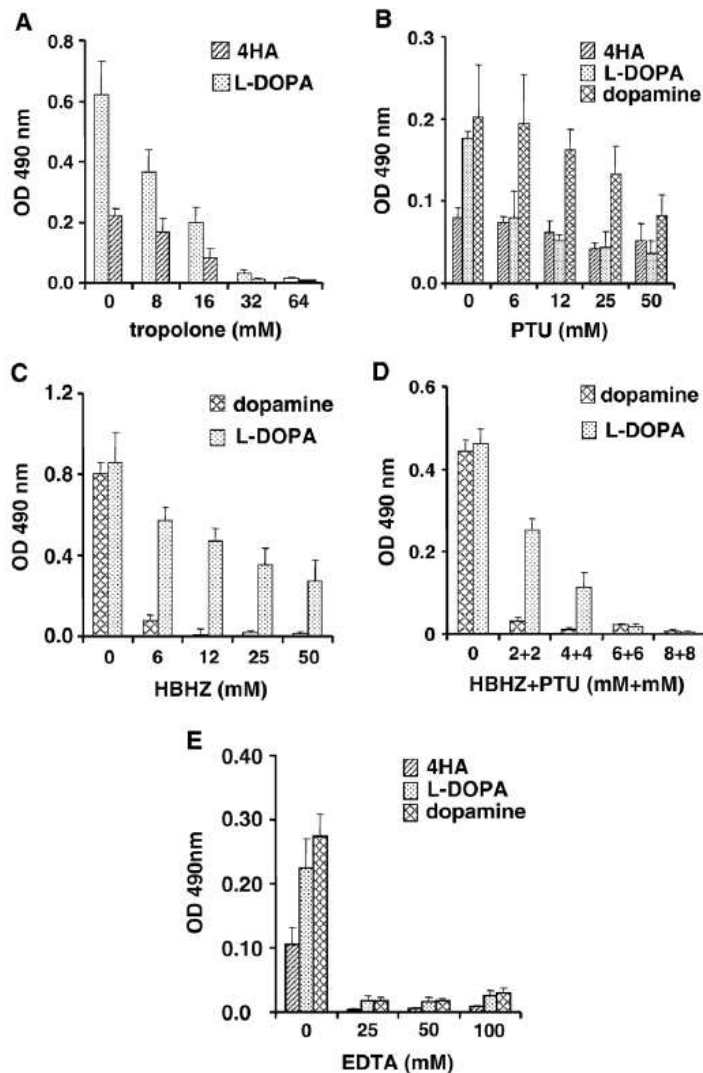 A
4HA
L-DOPA
OD 490 nm
0.8
0.6
0.4
0.2
0.0
0 8 16 32 64
tropolone (mM)
B
4HA
L-DOPA
dopamine
OD 490 nm
0.3
0.2
0.1
0.0
0 6 12 25 50
PTU (mM)
C
dopamine
L-DOPA
OD 490 nm
1.2
0.8
0.4
0.0
0 6 12 25 50
HBHZ (mM)
D
dopamine
L-DOPA
OD 490 nm
0.6
0.4
0.2
0
0 2+2 4+4 6+6 8+8
HBHZ+PTU (mM+mM)
E
4HA
L-DOPA
dopamine
OD 490nm
0.40
0.30
0.20
0.10
0.0
0 25 50 100
EDTA (mM)